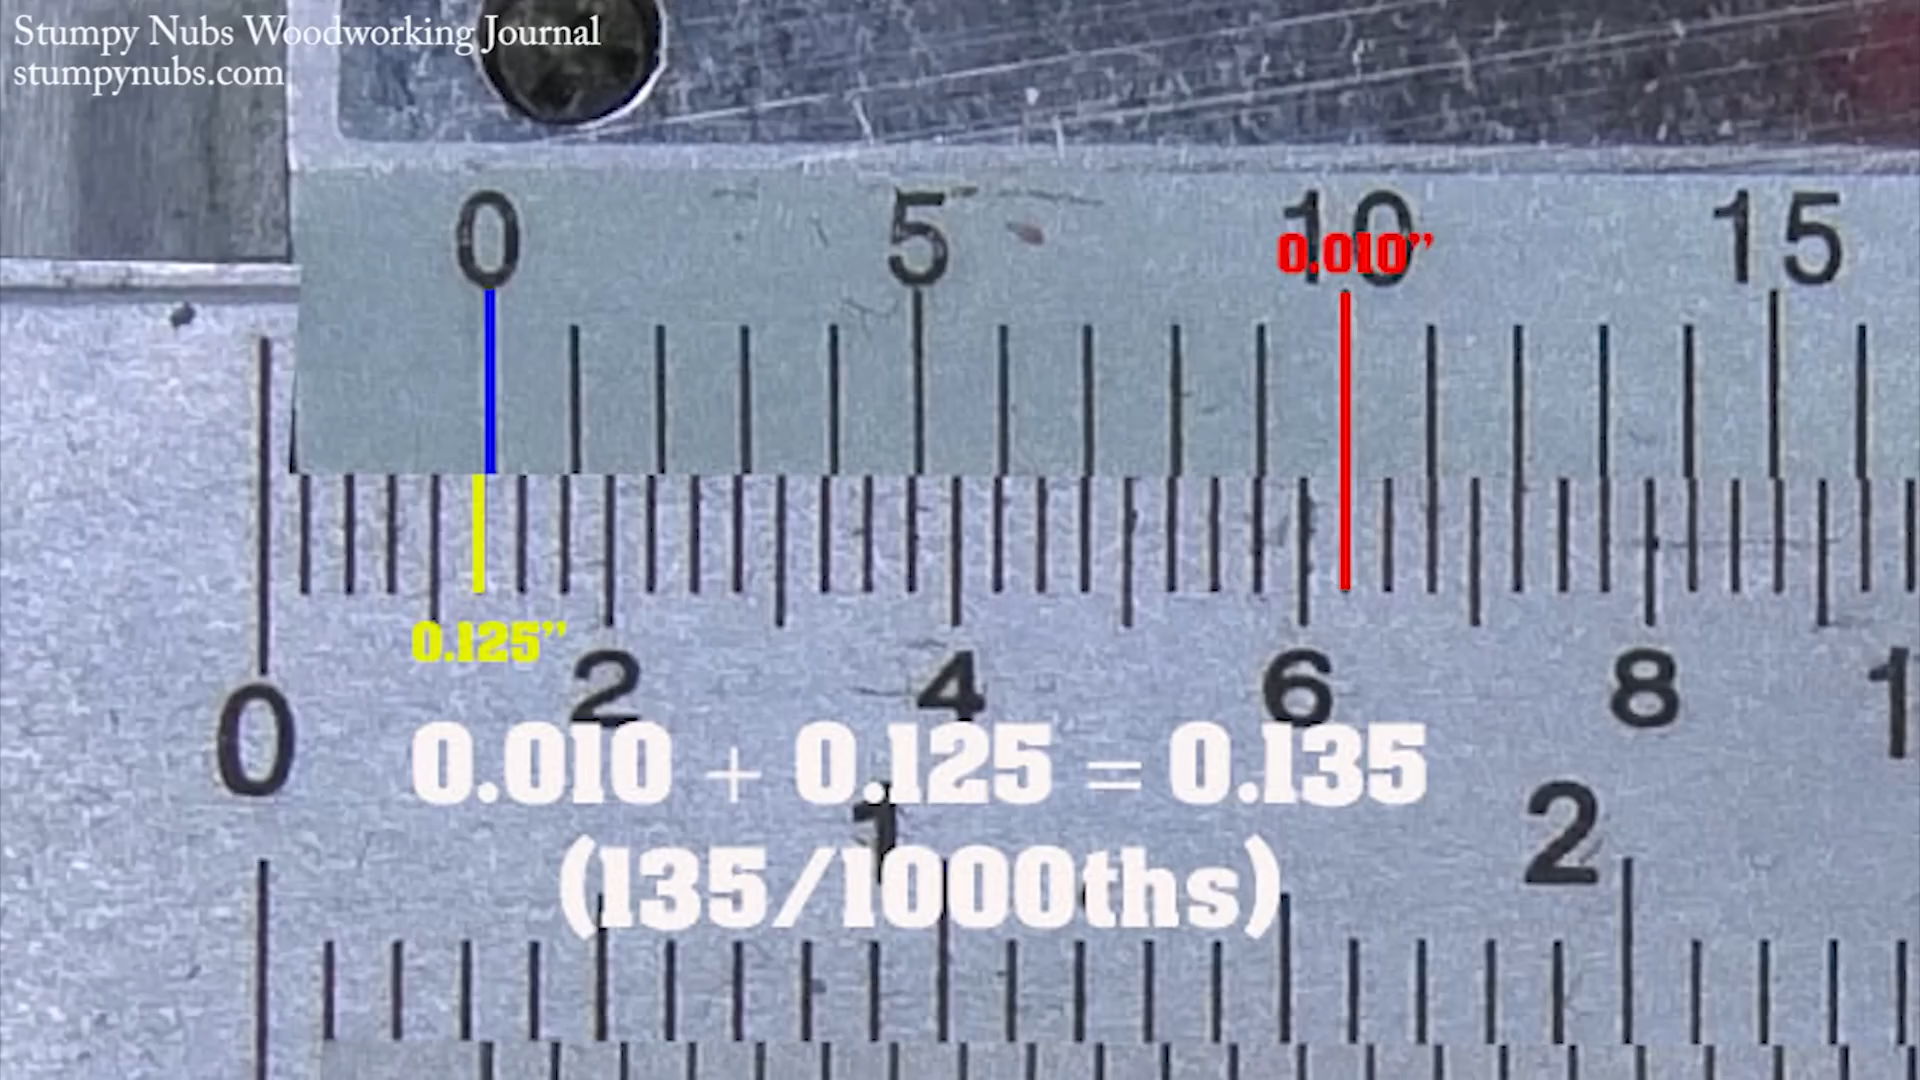 Stumpy Nubs Woodworking Journal
stumpynubs.com
0 5 10 15
0.010”
0.125”
0 2 4 6 8 1
0.010 + 0.125 = 0.135
1 2
(135/1000ths)